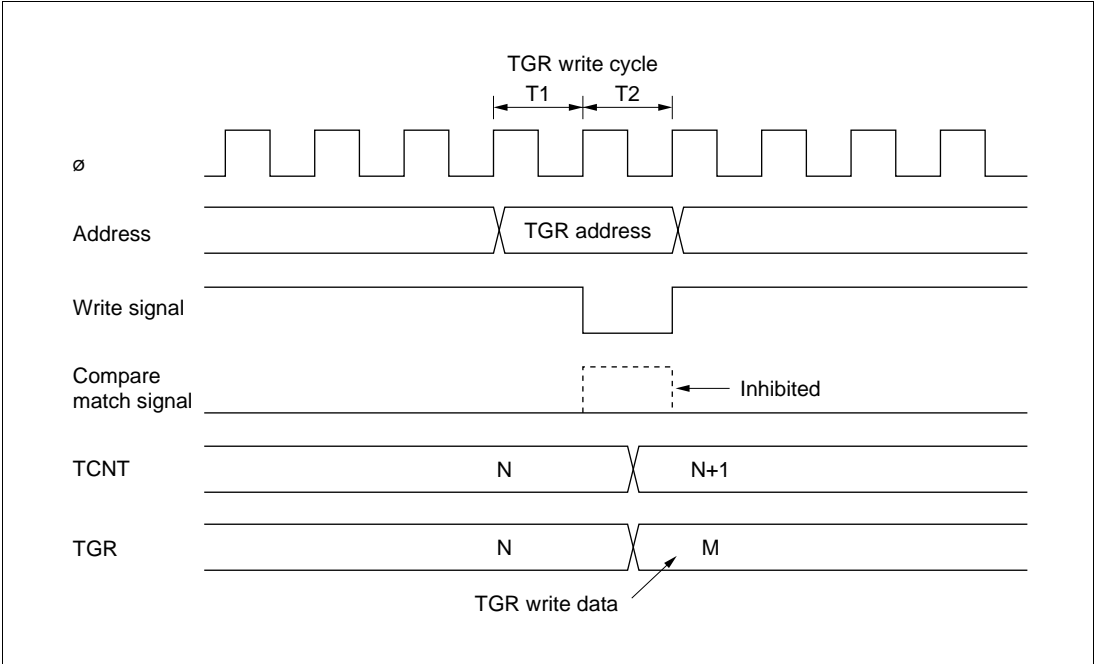 TGR write cycle
T1 T2
ø
Address TGR address
Write signal
Compare
match signal
Inhibited
TCNT N N+1
TGR N M
TGR write data